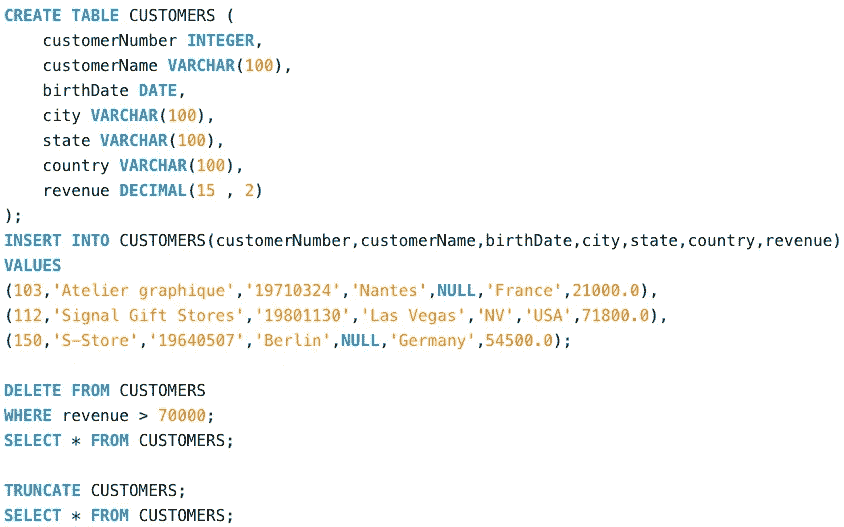 CREATE TABLE CUSTOMERS (
    customerNumber INTEGER,
    customerName VARCHAR(100),
    birthDate DATE,
    city VARCHAR(100),
    state VARCHAR(100),
    country VARCHAR(100),
    revenue DECIMAL(15 , 2)
);
INSERT INTO CUSTOMERS(customerNumber,customerName,birthDate,city,state,country,revenue)
VALUES
(103,'Atelier graphique','19710324','Nantes',NULL,'France',21000.0),
(112,'Signal Gift Stores','19801130','Las Vegas','NV','USA',71800.0),
(150,'S-Store','19640507','Berlin',NULL,'Germany',54500.0);

DELETE FROM CUSTOMERS
WHERE revenue > 70000;
SELECT * FROM CUSTOMERS;

TRUNCATE CUSTOMERS;
SELECT * FROM CUSTOMERS;